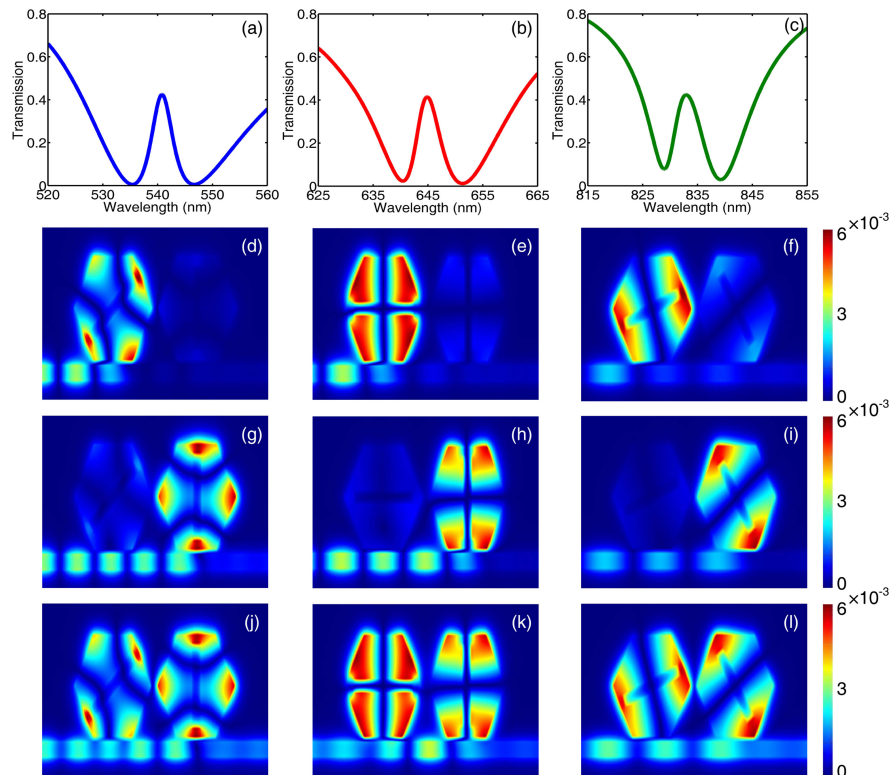 (a)
0.8
0.6
0.4
0.2
0
Transmission
520 530 540 550 560
Wavelength (nm)
(b)
0.8
0.6
0.4
0.2
0
Transmission
625 635 645 655 665
Wavelength (nm)
(c)
0.8
0.6
0.4
0.2
0
Transmission
815 825 835 845 855
Wavelength (nm)
(d)
(e)
(f)
6×10⁻³
3
0
(g)
(h)
(i)
6×10⁻³
3
0
(j)
(k)
(l)
6×10⁻³
3
0